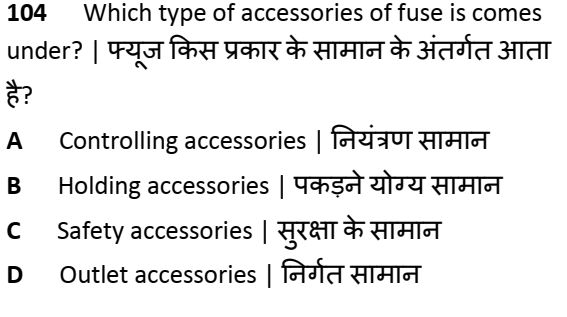 104 Which type of accessories of fuse is comes
under? | फ्यूज किस प्रकार के सामान के अंतर्गत आता
है?
A Controlling accessories | नियंत्रण सामान
B Holding accessories | पकड़ने योग्य सामान
C Safety accessories | सुरक्षा के सामान
D Outlet accessories | निर्गत सामान